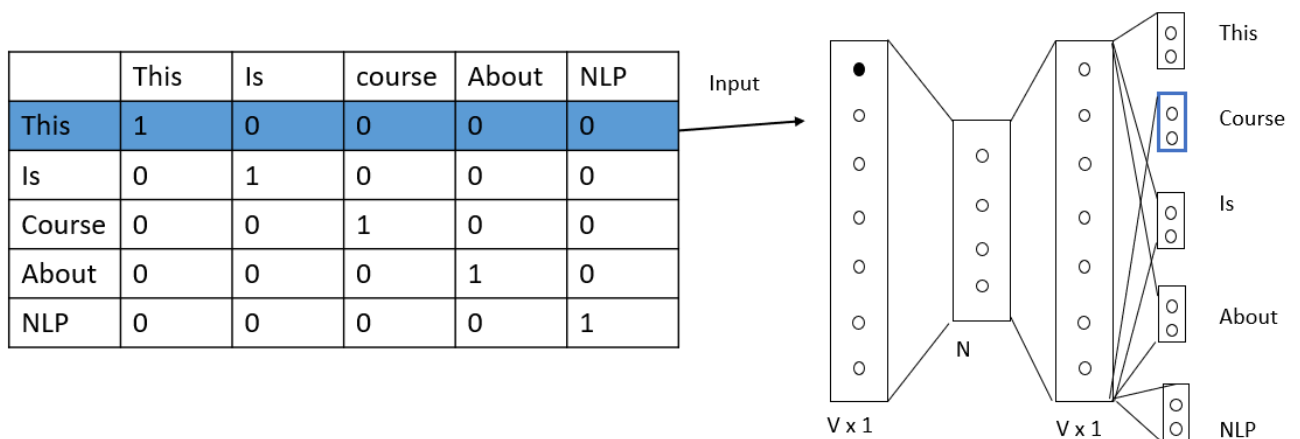 This Is course About NLP
This 1 0 0 0 0
Is 0 1 0 0 0
Course 0 0 1 0 0
About 0 0 0 1 0
NLP 0 0 0 0 1
Input
N
V x 1
V x 1
This
Course
Is
About
NLP